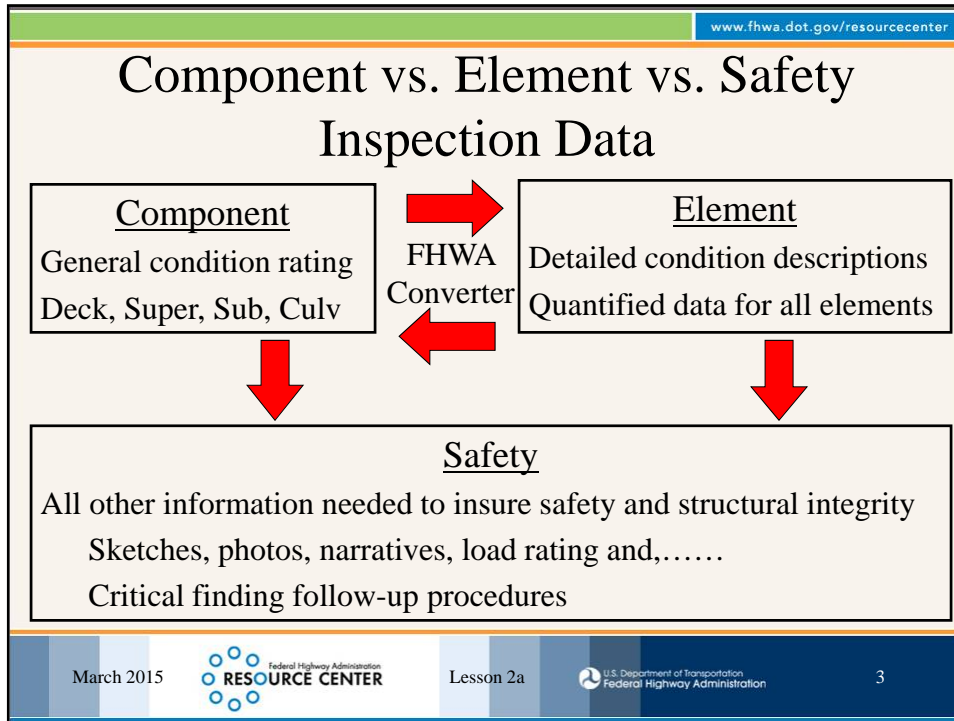 www.fhwa.dot.gov/resourcecenter
Component vs. Element vs. Safety
Inspection Data
Component
General condition rating
Deck, Super, Sub, Culv
FHWA
Converter
Element
Detailed condition descriptions
Quantified data for all elements
Safety
All other information needed to insure safety and structural integrity
Sketches, photos, narratives, load rating and,……
Critical finding follow-up procedures
March 2015
Federal Highway Administration
RESOURCE CENTER
Lesson 2a
U.S. Department of Transportation
Federal Highway Administration
3